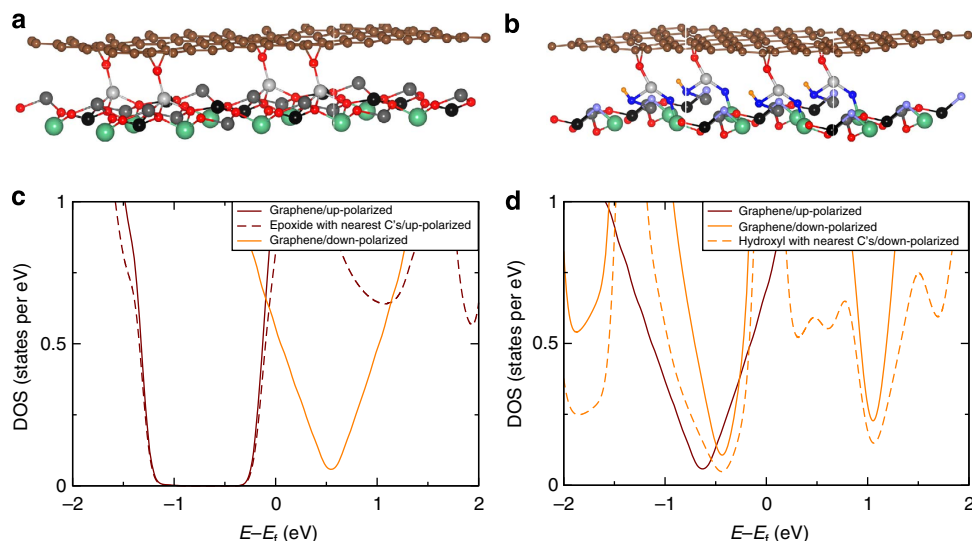 a
b
c
d
1
0.5
0
DOS (states per eV)
Graphene/up-polarized
Epoxide with nearest C's/up-polarized
Graphene/down-polarized
−2
−1
0
1
2
E–Ef (eV)
1
0.5
0
DOS (states per eV)
Graphene/up-polarized
Graphene/down-polarized
Hydroxyl with nearest C's/down-polarized
−2
−1
0
1
2
E–Ef (eV)